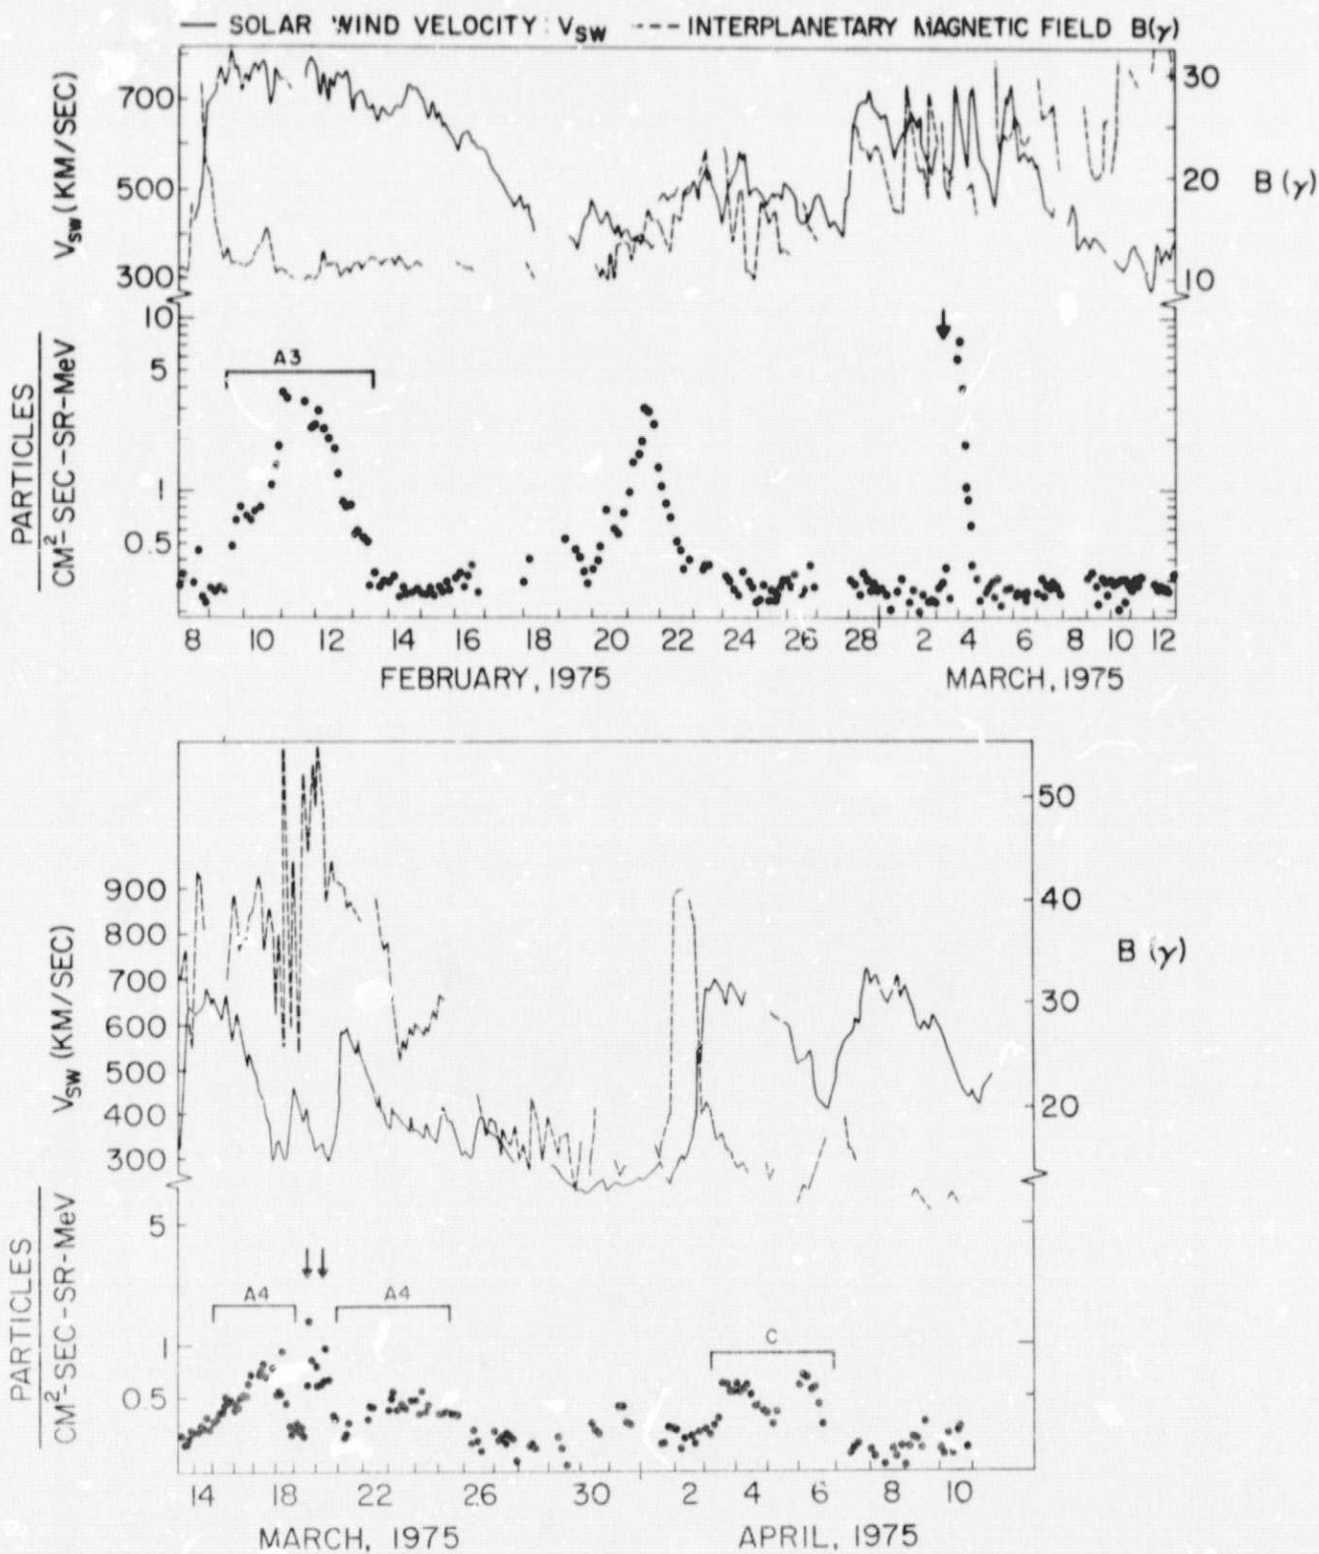 — SOLAR WIND VELOCITY: VSW --- INTERPLANETARY MAGNETIC FIELD B(γ)
VSW (KM/SEC)
700
500
300
30
20
10
B (γ)
PARTICLES
CM²-SEC-SR-MeV
10
5
1
0.5
A3
8 10 12 14 16 18 20 22 24 26 28 2 4 6 8 10 12
FEBRUARY, 1975 MARCH, 1975
VSW (KM/SEC)
900
800
700
600
500
400
300
50
40
30
20
B (γ)
PARTICLES
CM²-SEC-SR-MeV
5
1
0.5
A4 A4 C
14 18 22 26 30 2 4 6 8 10
MARCH, 1975 APRIL, 1975